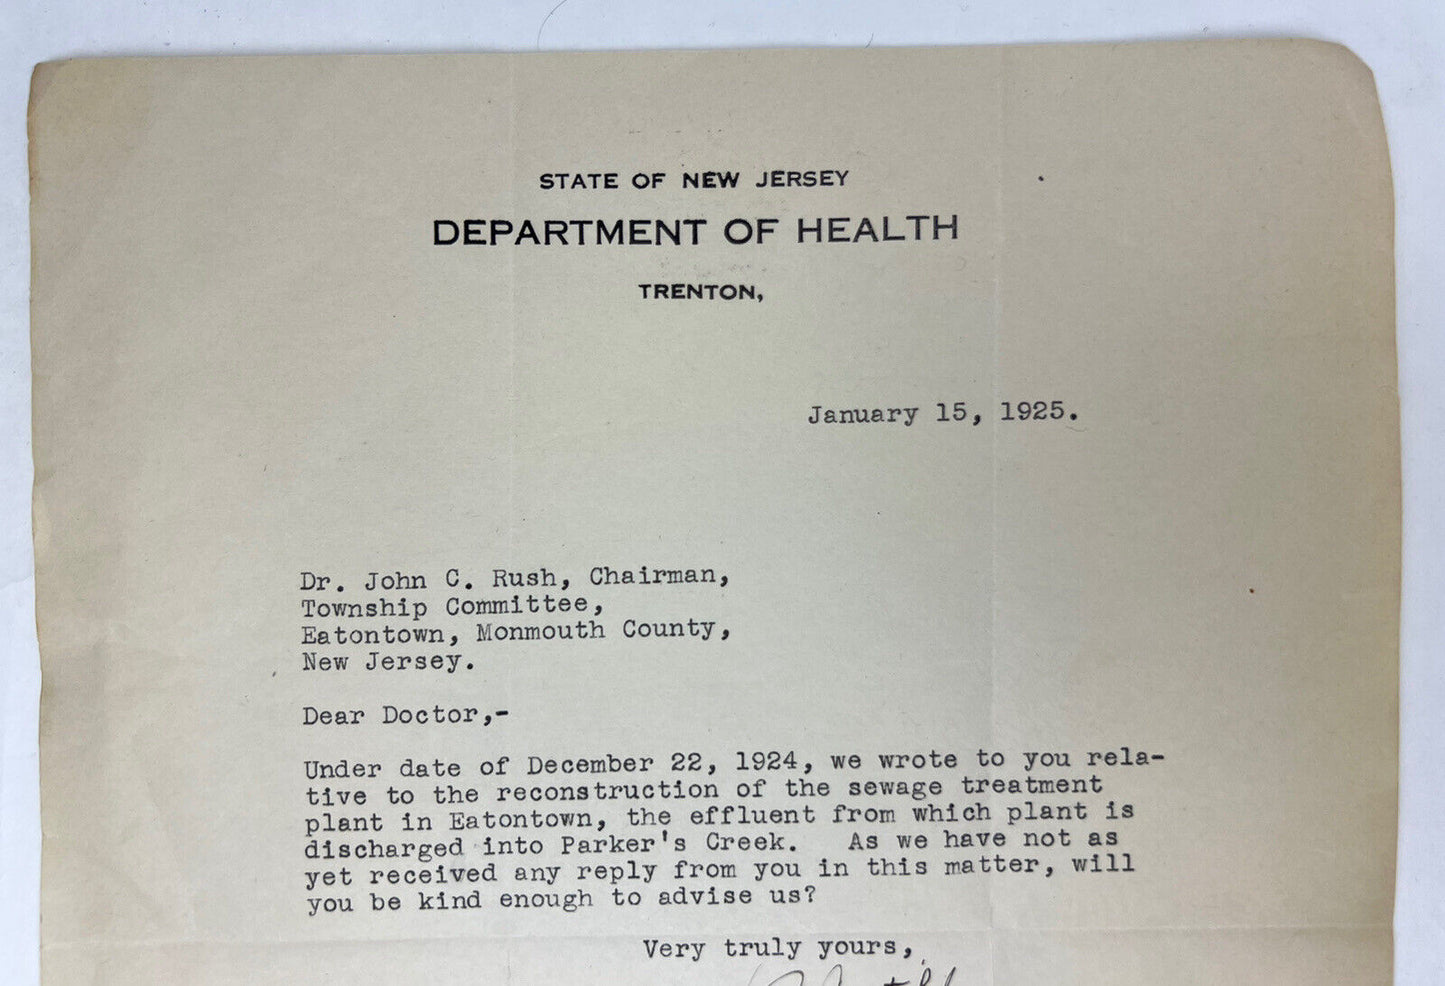 STATE OF NEW JERSEY
DEPARTMENT OF HEALTH
TRENTON,
January 15, 1925.
Dr. John C. Rush, Chairman,
Township Committee,
Eatontown, Monmouth County,
New Jersey.
Dear Doctor,-
Under date of December 22, 1924, we wrote to you rela-
tive to the reconstruction of the sewage treatment
plant in Eatontown, the effluent from which plant is
discharged into Parker's Creek.   As we have not as
yet received any reply from you in this matter, will
you be kind enough to advise us?
Very truly yours,